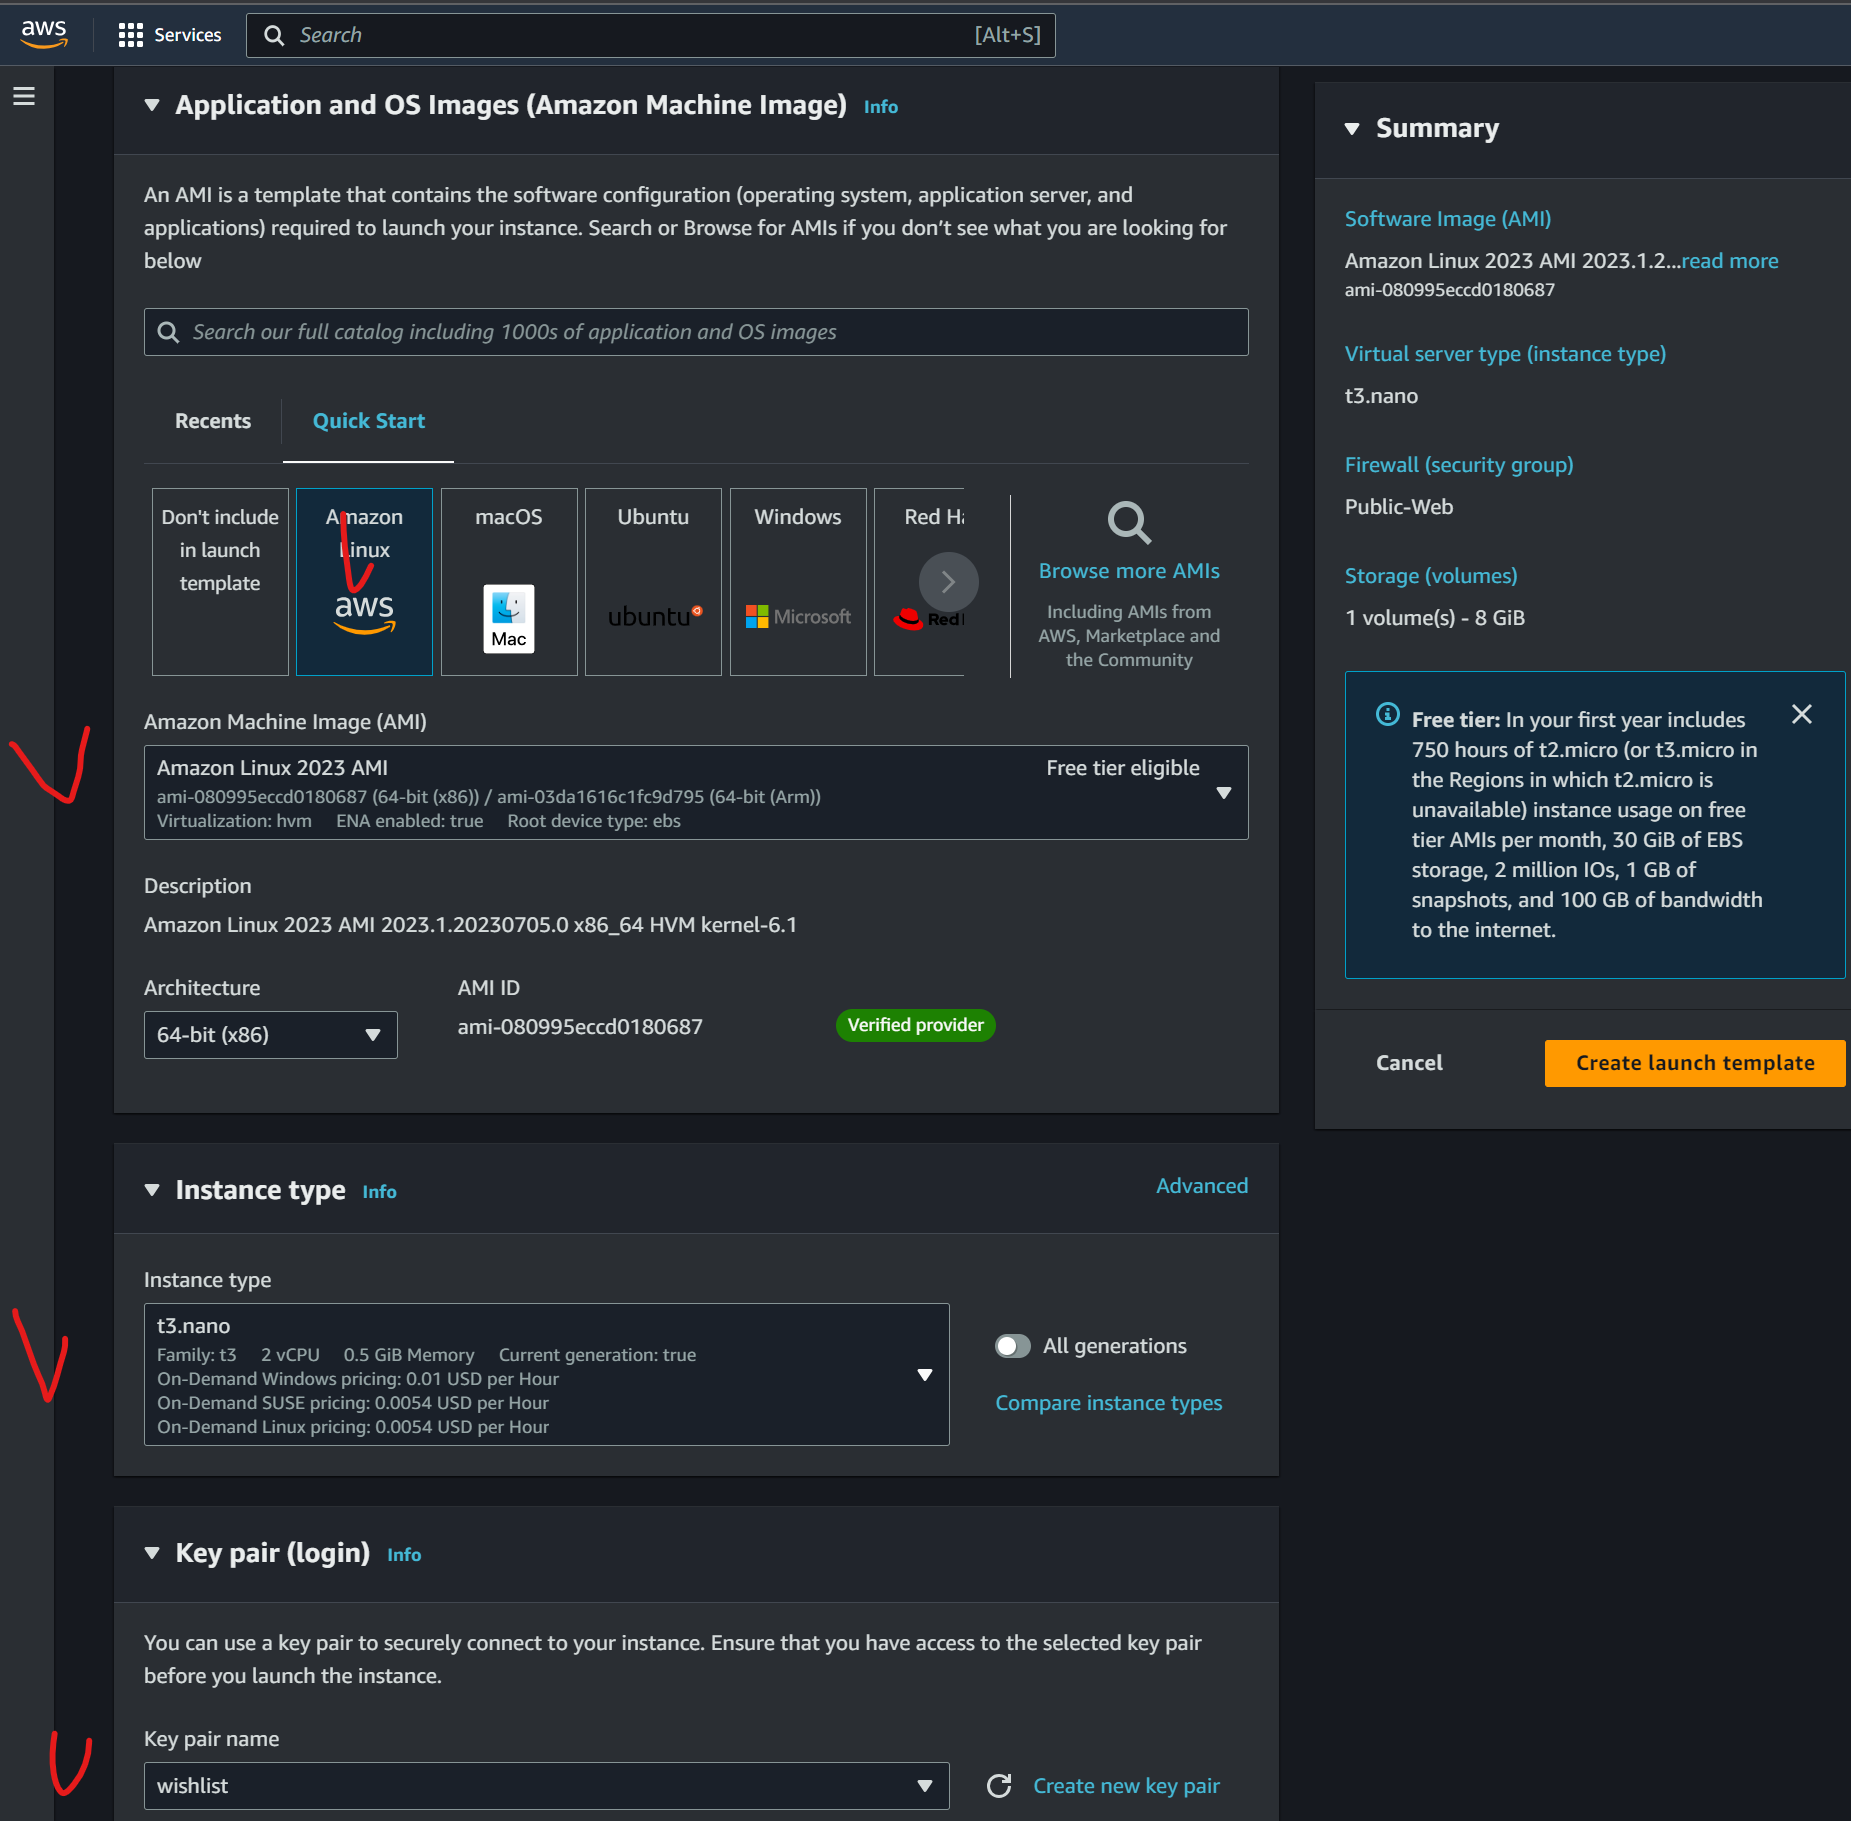 aws
Services
Search
[Alt+S]
Application and OS Images (Amazon Machine Image) Info
An AMI is a template that contains the software configuration (operating system, application server, and
applications) required to launch your instance. Search or Browse for AMIs if you don’t see what you are looking for
below
Search our full catalog including 1000s of application and OS images
Recents
Quick Start
Don't include
in launch
template
Amazon
Linux
aws
macOS
Mac
Ubuntu
ubuntu
Windows
Microsoft
Red Ha
Red
Browse more AMIs
Including AMIs from
AWS, Marketplace and
the Community
Amazon Machine Image (AMI)
Amazon Linux 2023 AMI
Free tier eligible
ami-080995eccd0180687 (64-bit (x86)) / ami-03da1616c1fc9d795 (64-bit (Arm))
Virtualization: hvm ENA enabled: true Root device type: ebs
Description
Amazon Linux 2023 AMI 2023.1.20230705.0 x86_64 HVM kernel-6.1
Architecture
64-bit (x86)
AMI ID
ami-080995eccd0180687
Verified provider
Instance type Info
Advanced
Instance type
t3.nano
Family: t3 2 vCPU 0.5 GiB Memory Current generation: true
On-Demand Windows pricing: 0.01 USD per Hour
On-Demand SUSE pricing: 0.0054 USD per Hour
On-Demand Linux pricing: 0.0054 USD per Hour
All generations
Compare instance types
Key pair (login) Info
You can use a key pair to securely connect to your instance. Ensure that you have access to the selected key pair
before you launch the instance.
Key pair name
wishlist
Create new key pair
Summary
Software Image (AMI)
Amazon Linux 2023 AMI 2023.1.2...read more
ami-080995eccd0180687
Virtual server type (instance type)
t3.nano
Firewall (security group)
Public-Web
Storage (volumes)
1 volume(s) - 8 GiB
Free tier: In your first year includes
750 hours of t2.micro (or t3.micro in
the Regions in which t2.micro is
unavailable) instance usage on free
tier AMIs per month, 30 GiB of EBS
storage, 2 million IOs, 1 GB of
snapshots, and 100 GB of bandwidth
to the internet.
Cancel
Create launch template